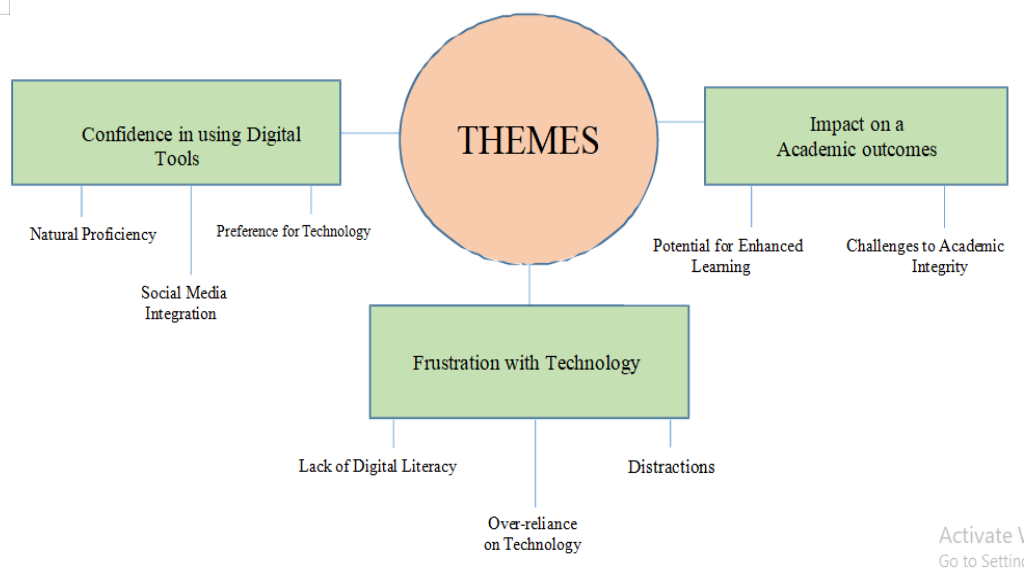 THEMES
Confidence in using Digital
Tools
Natural Proficiency
Social Media
Integration
Preference for Technology
Impact on a
Academic outcomes
Potential for Enhanced
Learning
Challenges to Academic
Integrity
Frustration with Technology
Lack of Digital Literacy
Over-reliance
on Technology
Distractions
Activate
Go to